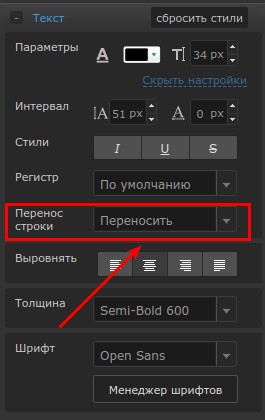 - Текст сбросить стили
Параметры A T 34 px
Скрыть настройки
Интервал A 51 px A 0 px
Стили I U S
Регистр По умолчанию
Перенос строки Переносить
Выровнять
Толщина Semi-Bold 600
Шрифт Open Sans
Менеджер шрифтов